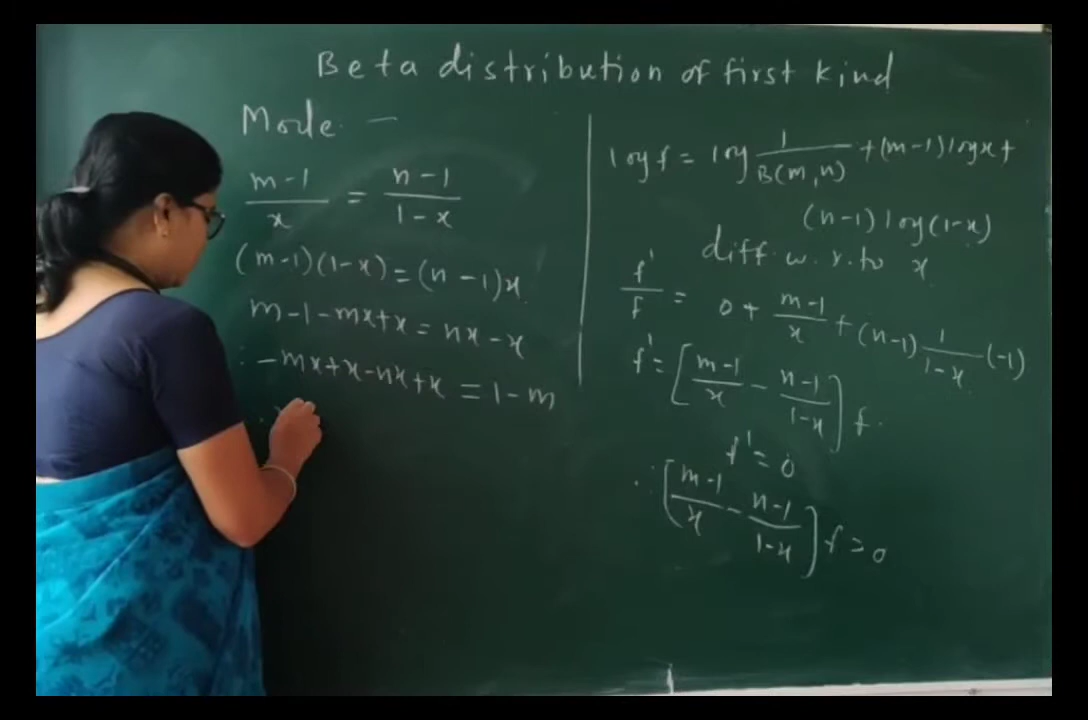 Beta distribution of first kind
Mode. –
m-1/x = n-1/1-x
(m-1)(1-x) = (n-1)x.
m-1-mx+x = nx-x
∴ -mx+x-nx+x = 1-m
log f = log 1/B(m,n) + (m-1) log x +
(n-1) log (1-x)
diff. w.r.to x
f'/f = 0 + m-1/x + (n-1) 1/1-x (-1)
f' = [m-1/x - n-1/1-x] f.
f' = 0
∴ [m-1/x - n-1/1-x] f = 0